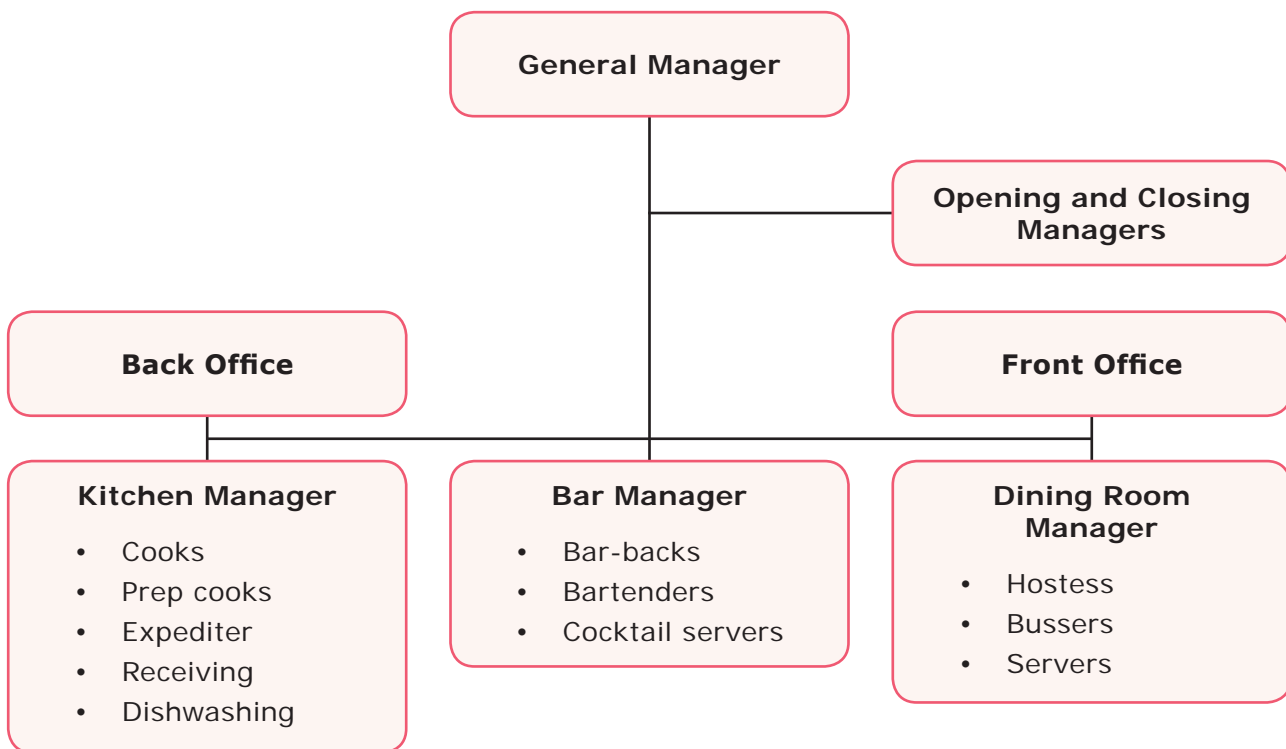 General Manager
Opening and Closing
Managers
Back Office
Front Office
Kitchen Manager
• Cooks
• Prep cooks
• Expediter
• Receiving
• Dishwashing
Bar Manager
• Bar-backs
• Bartenders
• Cocktail servers
Dining Room
Manager
• Hostess
• Bussers
• Servers